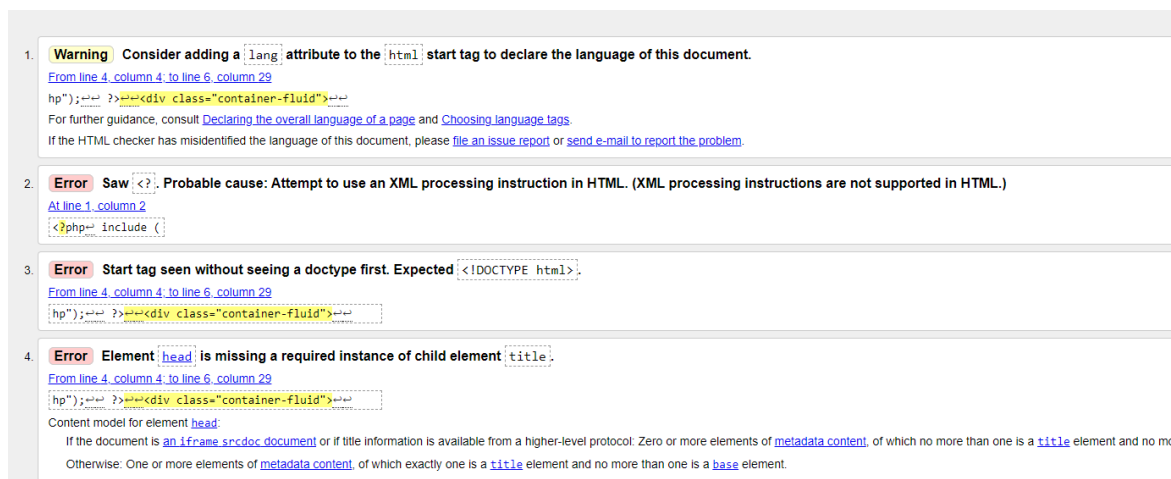 1. Warning Consider adding a lang attribute to the html start tag to declare the language of this document.
From line 4, column 4; to line 6, column 29
hp");↩↩ ?>↩↩<div class="container-fluid">↩↩
For further guidance, consult Declaring the overall language of a page and Choosing language tags.
If the HTML checker has misidentified the language of this document, please file an issue report or send e-mail to report the problem.
2. Error Saw <?. Probable cause: Attempt to use an XML processing instruction in HTML. (XML processing instructions are not supported in HTML.)
At line 1, column 2
<?php↩ include (
3. Error Start tag seen without seeing a doctype first. Expected <!DOCTYPE html>.
From line 4, column 4; to line 6, column 29
hp");↩↩ ?>↩↩<div class="container-fluid">↩↩
4. Error Element head is missing a required instance of child element title.
From line 4, column 4; to line 6, column 29
hp");↩↩ ?>↩↩<div class="container-fluid">↩↩
Content model for element head:
If the document is an iframe srcdoc document or if title information is available from a higher-level protocol: Zero or more elements of metadata content, of which no more than one is a title element and no mo
Otherwise: One or more elements of metadata content, of which exactly one is a title element and no more than one is a base element.